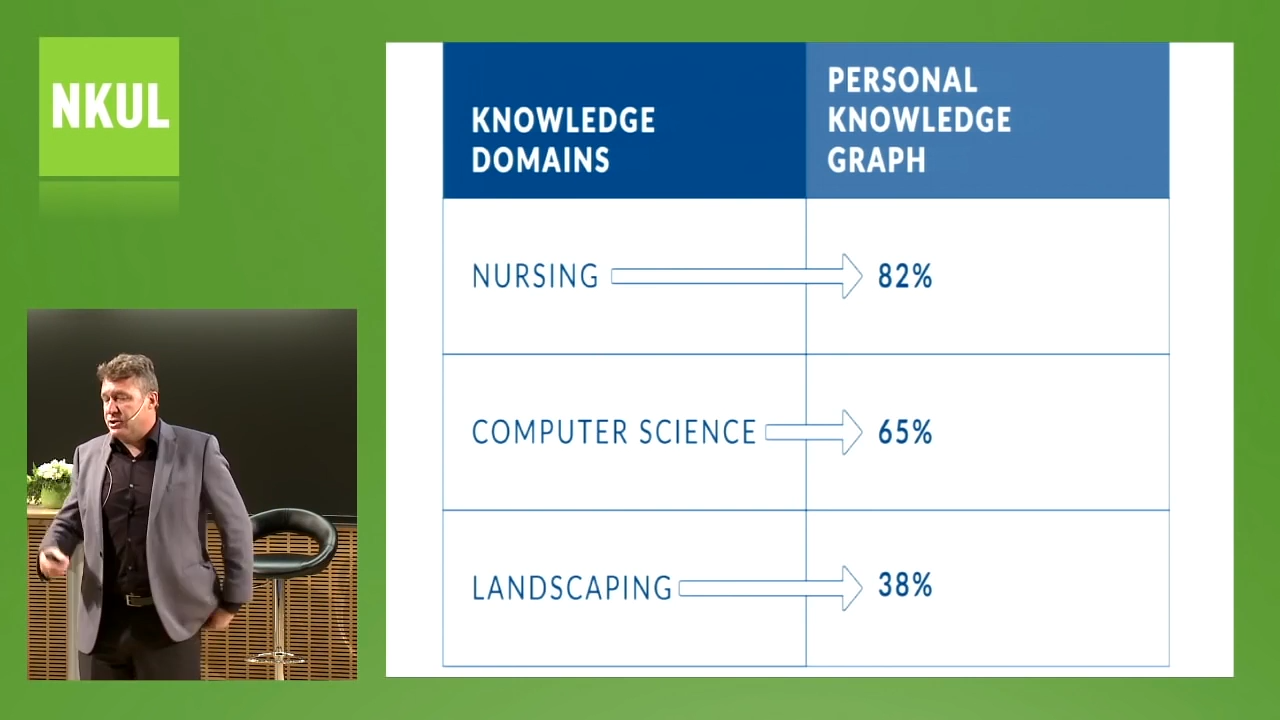 NKUL
KNOWLEDGE
DOMAINS
PERSONAL
KNOWLEDGE
GRAPH
NURSING
82%
COMPUTER SCIENCE
65%
LANDSCAPING
38%